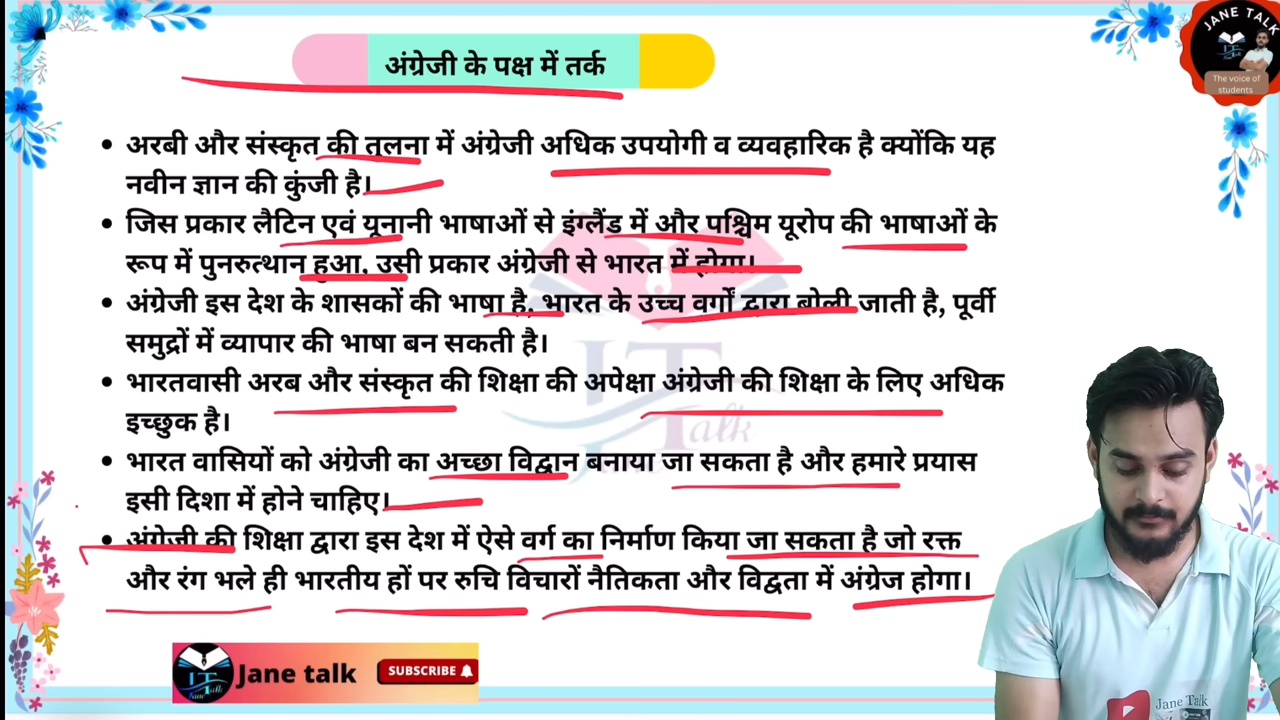 अंग्रेजी के पक्ष में तर्क
JANE TALK
The voice of
students
• अरबी और संस्कृत की तुलना में अंग्रेजी अधिक उपयोगी व व्यवहारिक है क्योंकि यह
नवीन ज्ञान की कुंजी है।
• जिस प्रकार लैटिन एवं यूनानी भाषाओं से इंग्लैंड में और पश्चिम यूरोप की भाषाओं के
रूप में पुनरुत्थान हुआ, उसी प्रकार अंग्रेजी से भारत में होगा।
• अंग्रेजी इस देश के शासकों की भाषा है, भारत के उच्च वर्गों द्वारा बोली जाती है, पूर्वी
समुद्रों में व्यापार की भाषा बन सकती है।
• भारतवासी अरब और संस्कृत की शिक्षा की अपेक्षा अंग्रेजी की शिक्षा के लिए अधिक
इच्छुक है।
• भारत वासियों को अंग्रेजी का अच्छा विद्वान बनाया जा सकता है और हमारे प्रयास
इसी दिशा में होने चाहिए।
• अंग्रेजी की शिक्षा द्वारा इस देश में ऐसे वर्ग का निर्माण किया जा सकता है जो रक्त
और रंग भले ही भारतीय हों पर रुचि विचारों नैतिकता और विद्वता में अंग्रेज होगा।
Talk
Jane talk
SUBSCRIBE
Jane Talk